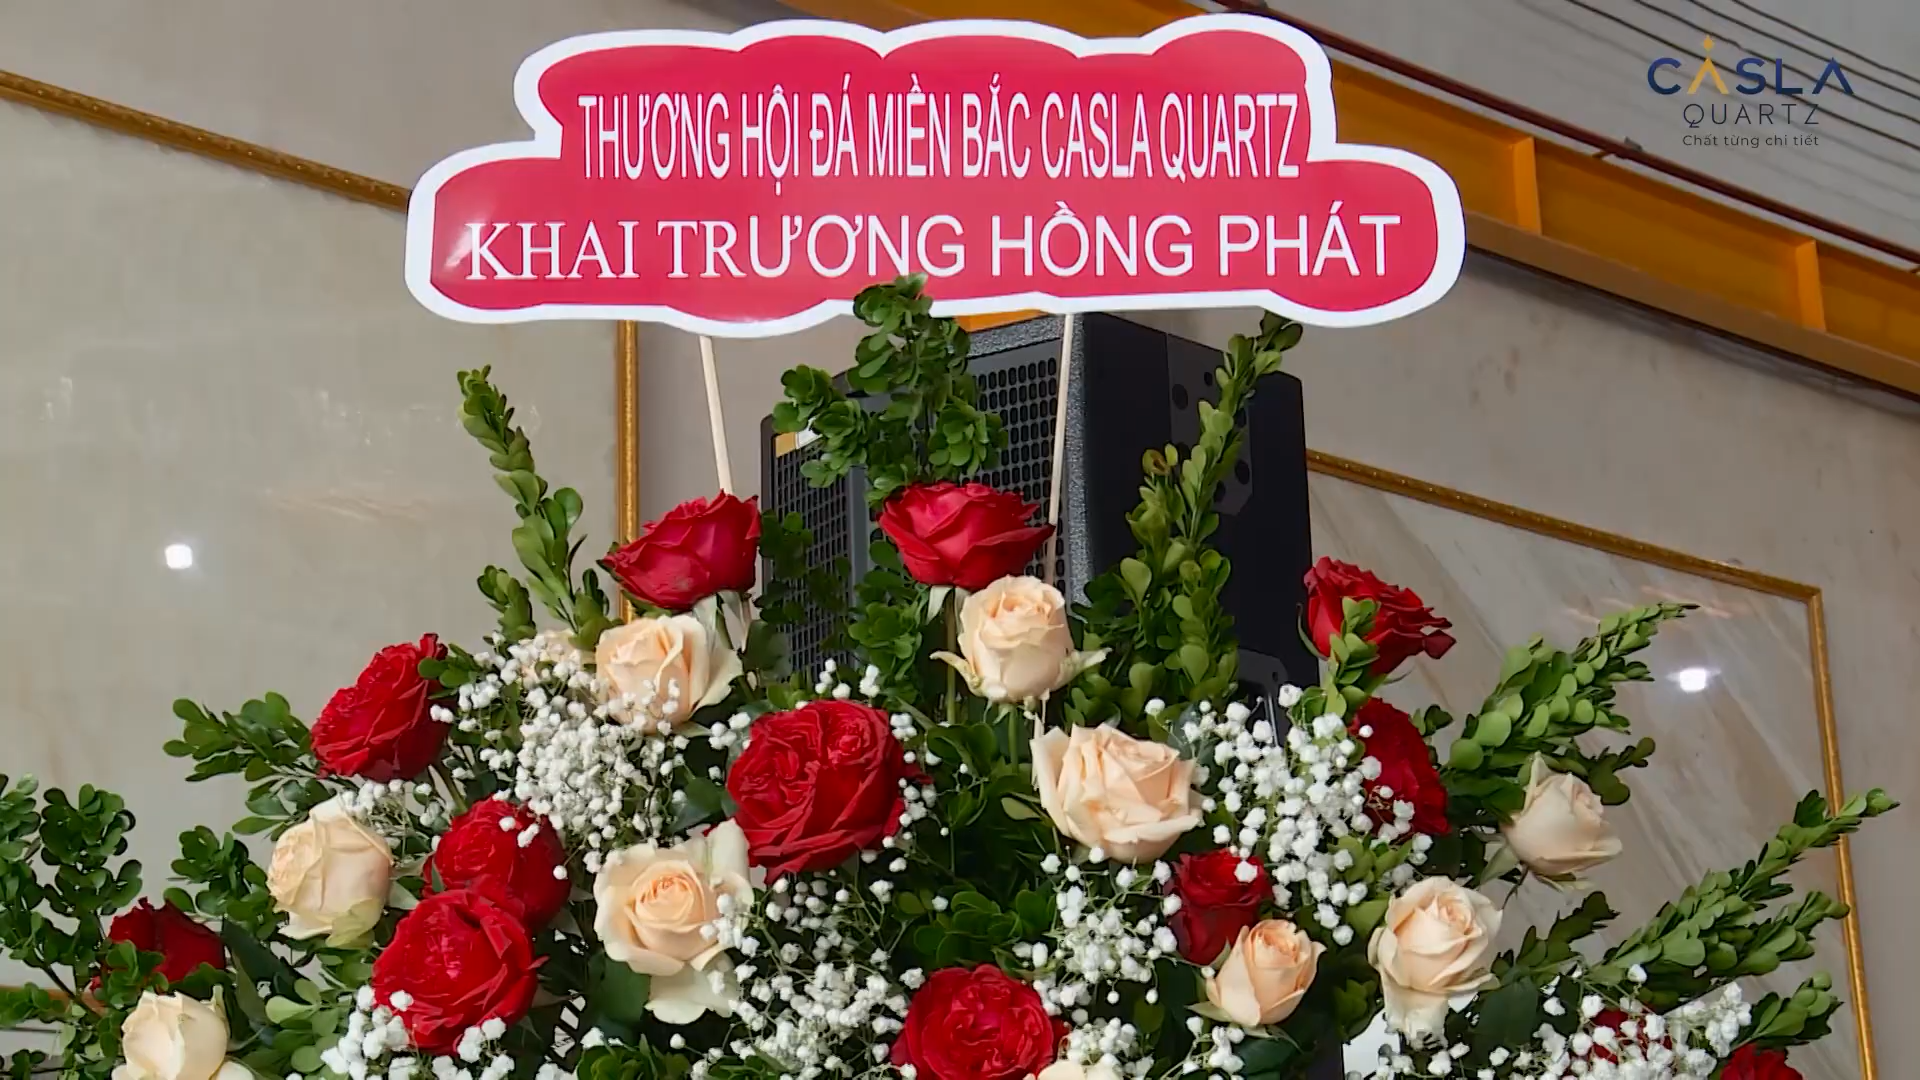 THƯƠNG HỘI ĐÁ MIỀN BẮC CASLA QUARTZ
KHAI TRƯƠNG HỒNG PHÁT
CASLA
QUARTZ
Chất từng chi tiết